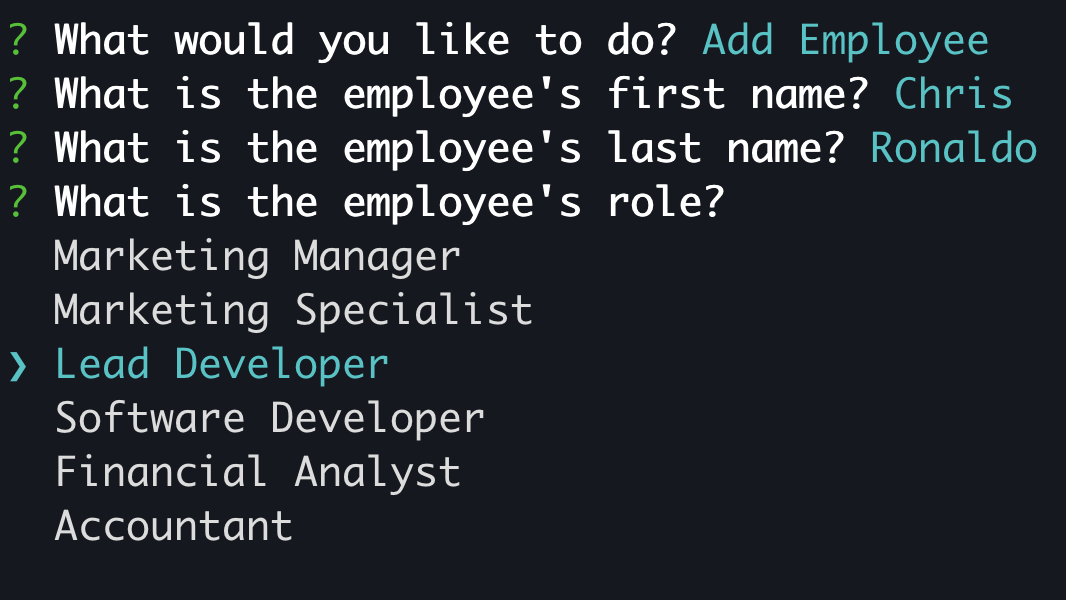 ? What would you like to do? Add Employee
? What is the employee's first name? Chris
? What is the employee's last name? Ronaldo
? What is the employee's role?
Marketing Manager
Marketing Specialist
❯ Lead Developer
Software Developer
Financial Analyst
Accountant